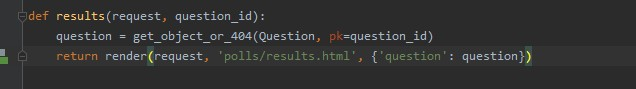 def results(request, question_id):
    question = get_object_or_404(Question, pk=question_id)
    return render(request, 'polls/results.html', {'question': question})